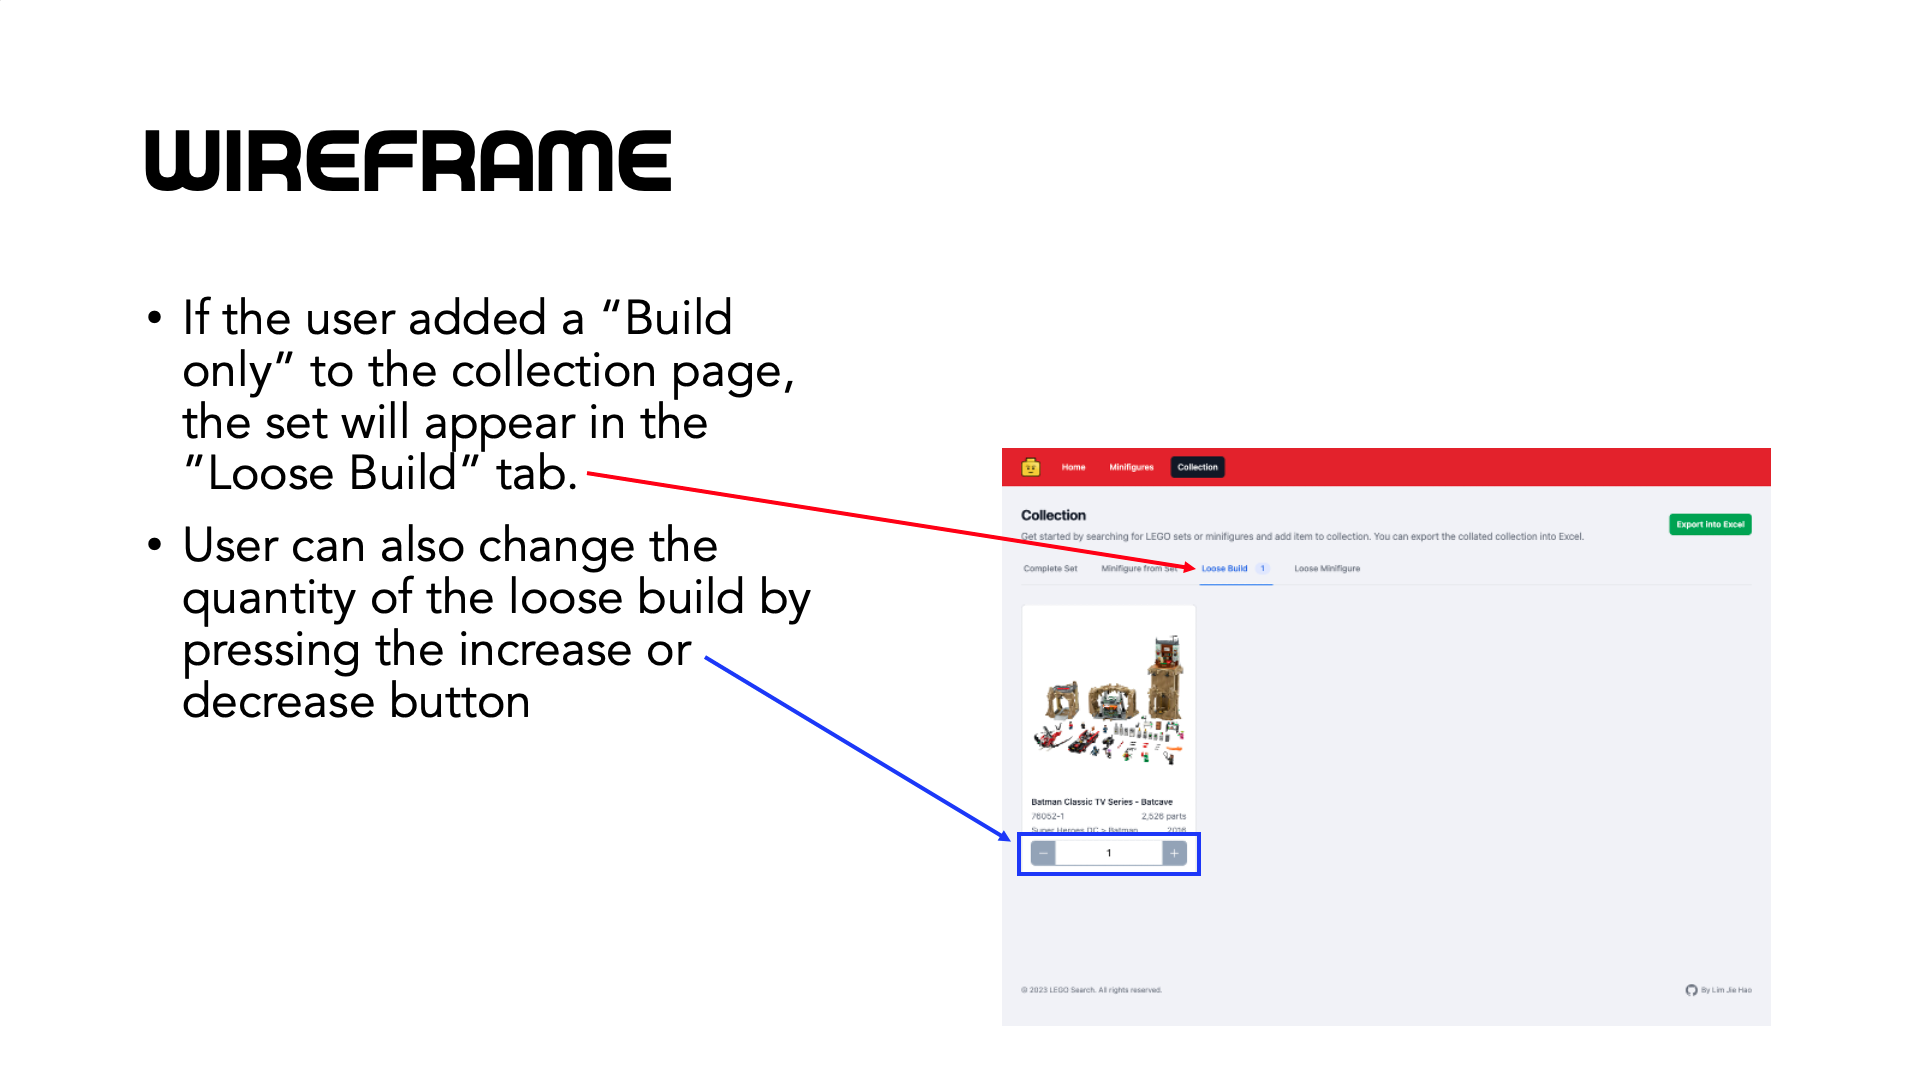 WIREFRAME
• If the user added a “Build
only” to the collection page,
the set will appear in the
”Loose Build” tab.
• User can also change the
quantity of the loose build by
pressing the increase or
decrease button
Home Minifigures Collection
Collection
Export into Excel
Get started by searching for LEGO sets or minifigures and add item to collection. You can export the collated collection into Excel.
Complete Set Minifigure from Set Loose Build 1 Loose Minifigure
Batman Classic TV Series - Batcave
76052-1 2,526 parts
Super Heroes DC > Batman 2016
− 1 +
© 2023 LEGO Search. All rights reserved.
By Lim Jie Hao